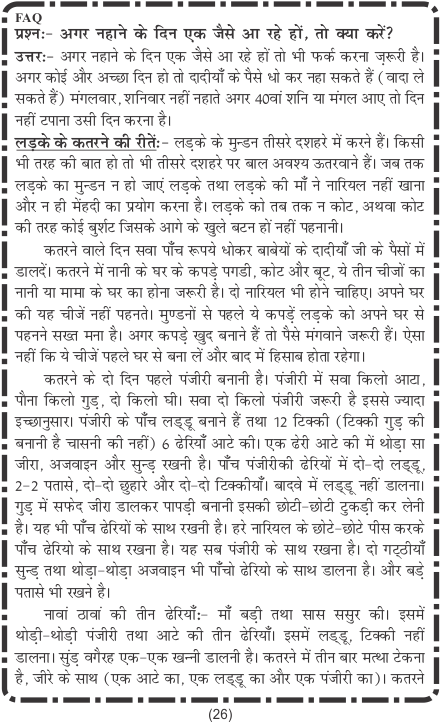 FAQ
प्रश्न:- अगर नहाने के दिन एक जैसे आ रहे हों, तो क्या करें?
उत्तर:- अगर नहाने के दिन एक जैसे आ रहे हों तो भी फर्क करना ज़रूरी है।
अगर कोई और अच्छा दिन हो तो दादीयाँ के पैसे धो कर नहा सकते हैं (वादा ले
सकते हैं) मंगलवार, शनिवार नहीं नहाते अगर 40वां शनि या मंगल आए तो दिन
नहीं टपाना उसी दिन करना है।
लड़के के कतरने की रीतें:- लड़के के मुन्डन तीसरे दशहरे में करने हैं। किसी
भी तरह की बात हो तो भी तीसरे दशहरे पर बाल अवश्य ऊतरवाने हैं। जब तक
लड़के का मुन्डन न हो जाएं लड़के तथा लड़के की माँ ने नारियल नहीं खाना
और न ही मेंहदी का प्रयोग करना है। लड़के को तब तक न कोट, अथवा कोट
की तरह कोई बुर्शट जिसके आगे के खुले बटन हों नहीं पहनानी।
कतरने वाले दिन सवा पाँच रूपये धोकर बाबेयों के दादीयाँ जी के पैसों में
डालदें। कतरने में नानी के घर के कपड़े पगडी, कोट और बूट, ये तीन चीजों का
नानी या मामा के घर का होना जरूरी है। दो नारियल भी होने चाहिए। अपने घर
की यह चीजें नहीं पहनते। मुण्डनों से पहले ये कपड़ें लड़के को अपने घर से
पहनने सख्त मना है। अगर कपड़े खुद बनाने हैं तो पैसे मंगवाने जरूरी हैं। ऐसा
नहीं कि ये चीजें पहले घर से बना लें और बाद में हिसाब होता रहेगा।
कतरने के दो दिन पहले पंजीरी बनानी है। पंजीरी में सवा किलो आटा,
पौना किलो गुड़, दो किलो घी। सवा दो किलो पंजीरी जरूरी है इससे ज्यादा
इच्छानुसार। पंजीरी के पाँच लड्डू बनाने हैं तथा 12 टिक्की (टिक्की गुड़ की
बनानी है चासनी की नहीं) 6 ढेरियाँ आटे की। एक ढेरी आटे की में थोड़ा सा
जीरा, अजवाइन और सुन्ड़ रखनी है। पाँच पंजीरीकी ढेरियों में दो-दो लड्डू,
2-2 पतासे, दो-दो छुहारे और दो-दो टिक्कीयाँ। बादवे में लड्डू नहीं डालना।
गुड़ में सफेद जीरा डालकर पापड़ी बनानी इसकी छोटी-छोटी टुकड़ी कर लेनी
है। यह भी पाँच ढेरियों के साथ रखनी है। हरे नारियल के छोटे-छोटे पीस करके
पाँच ढेरियो के साथ रखना है। यह सब पंजीरी के साथ रखना है। दो गट्ठीयाँ
सुन्ड़ तथा थोड़ा-थोड़ा अजवाइन भी पाँचो ढेरियो के साथ डालना है। और बड़े
पतासे भी रखने है।
नावां ठावां की तीन ढेरियाँ:- माँ बड़ी तथा सास ससुर की। इसमें
थोड़ी-थोड़ी पंजीरी तथा आटे की तीन ढेरियाँ। इसमें लड्डू, टिक्की नहीं
डालना। सुंड़ वगैरह एक-एक खन्नी डालनी है। कतरने में तीन बार मत्था टेकना
है, जीरे के साथ (एक आटे का, एक लड्डू का और एक पंजीरी का)। कतरने
(26)